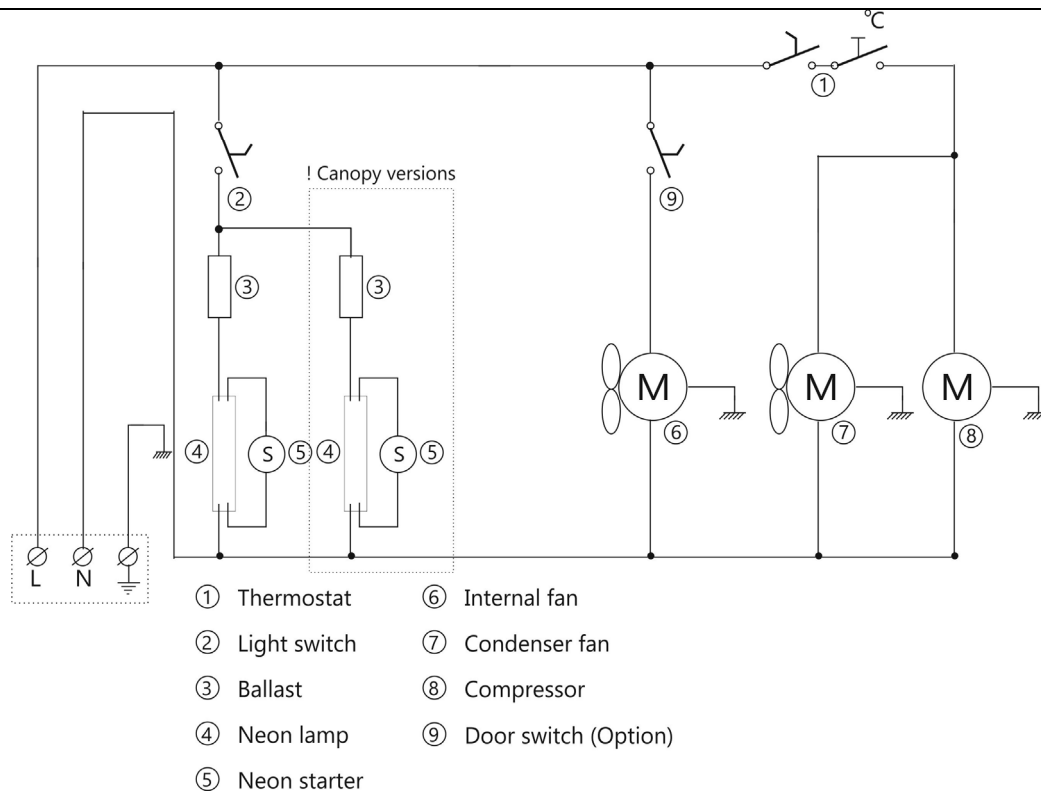 °C
①
! Canopy versions
②
⑨
③
③
M
M
M
④
S
⑤
④
S
⑤
⑥
⑦
⑧
L
N
① Thermostat
② Light switch
③ Ballast
④ Neon lamp
⑤ Neon starter
⑥ Internal fan
⑦ Condenser fan
⑧ Compressor
⑨ Door switch (Option)